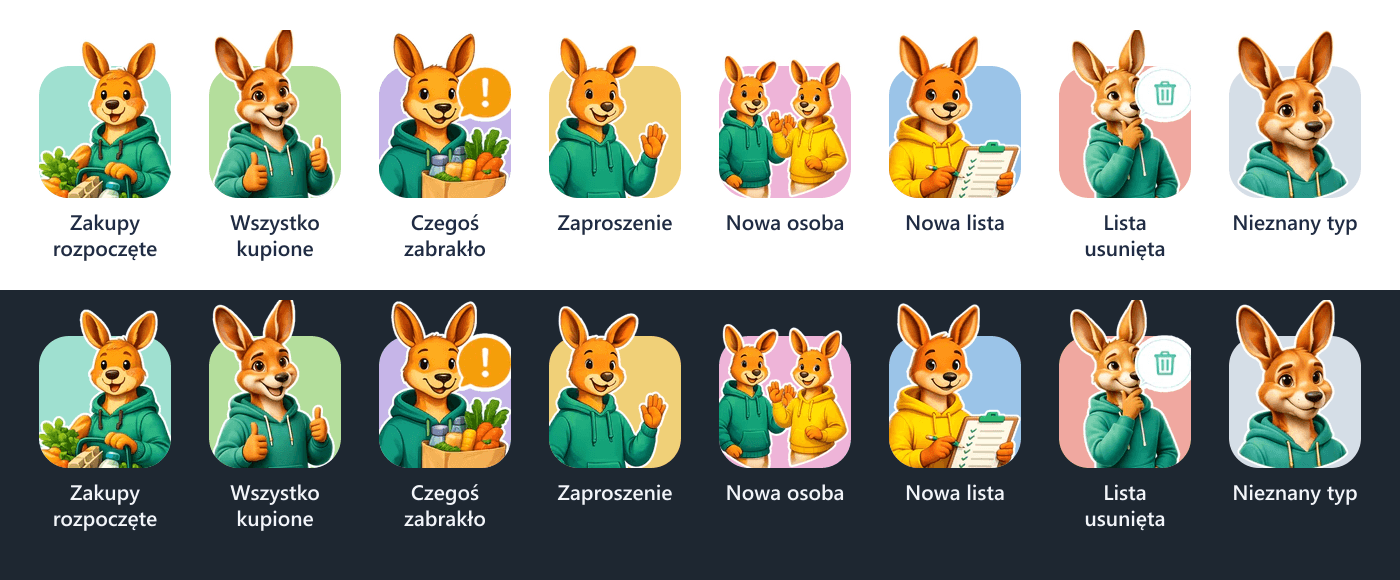 !
Zakupy
rozpoczęte
Wszystko
kupione
Czegoś
zabrakło
Zaproszenie
Nowa osoba
Nowa lista
Lista
usunięta
Nieznany typ
!
Zakupy
rozpoczęte
Wszystko
kupione
Czegoś
zabrakło
Zaproszenie
Nowa osoba
Nowa lista
Lista
usunięta
Nieznany typ